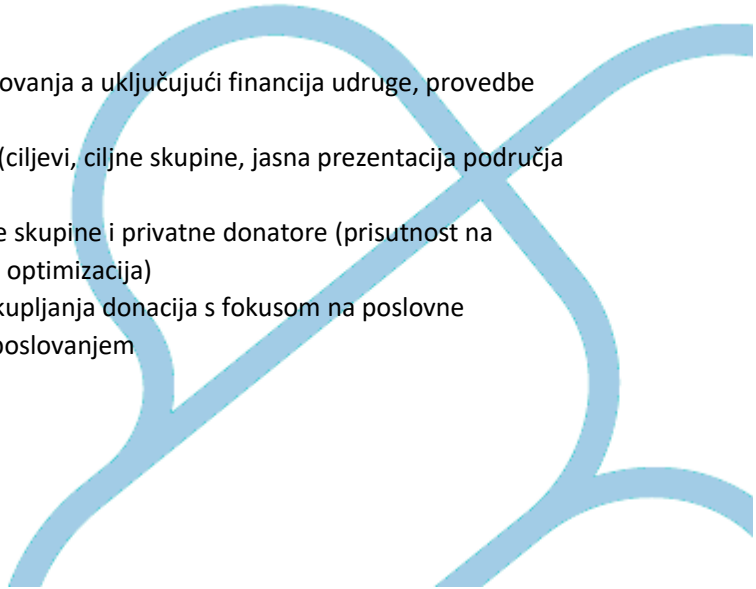 ovanja a uključujući financija udruge, provedbe
(ciljevi, ciljne skupine, jasna prezentacija područja
e skupine i privatne donatore (prisutnost na
optimizacija)
kupljanja donacija s fokusom na poslovne
poslovanjem